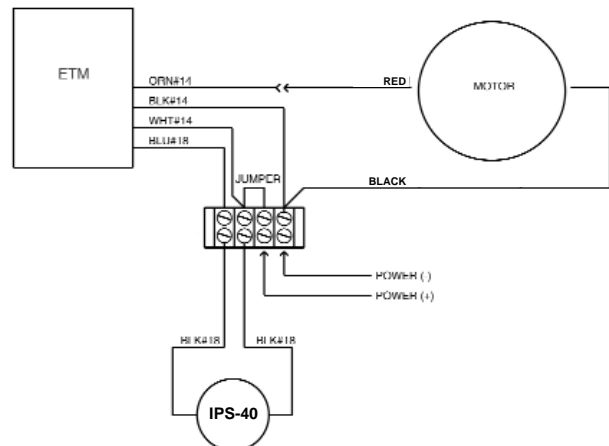 ETM
ORN#14
RED
MOTOR
BLK#14
WHT#14
BLU#18
JUMPER
BLACK
POWER (-)
POWER (+)
BLK#18
BLK#18
IPS-40